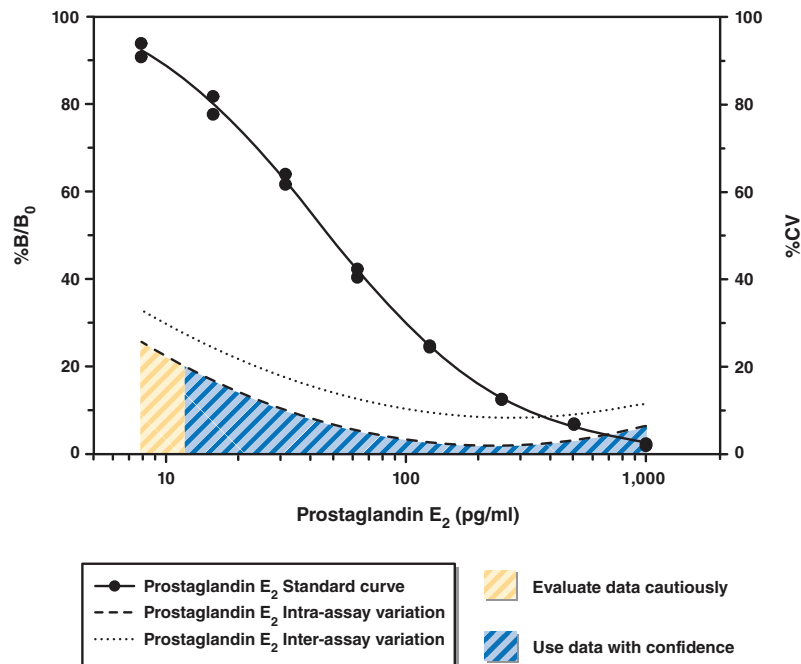 100
80
60
40
20
0
%B/B₀
100
80
60
40
20
0
%CV
10
100
1,000
Prostaglandin E₂ (pg/ml)
Prostaglandin E₂ Standard curve
Prostaglandin E₂ Intra-assay variation
Prostaglandin E₂ Inter-assay variation
Evaluate data cautiously
Use data with confidence